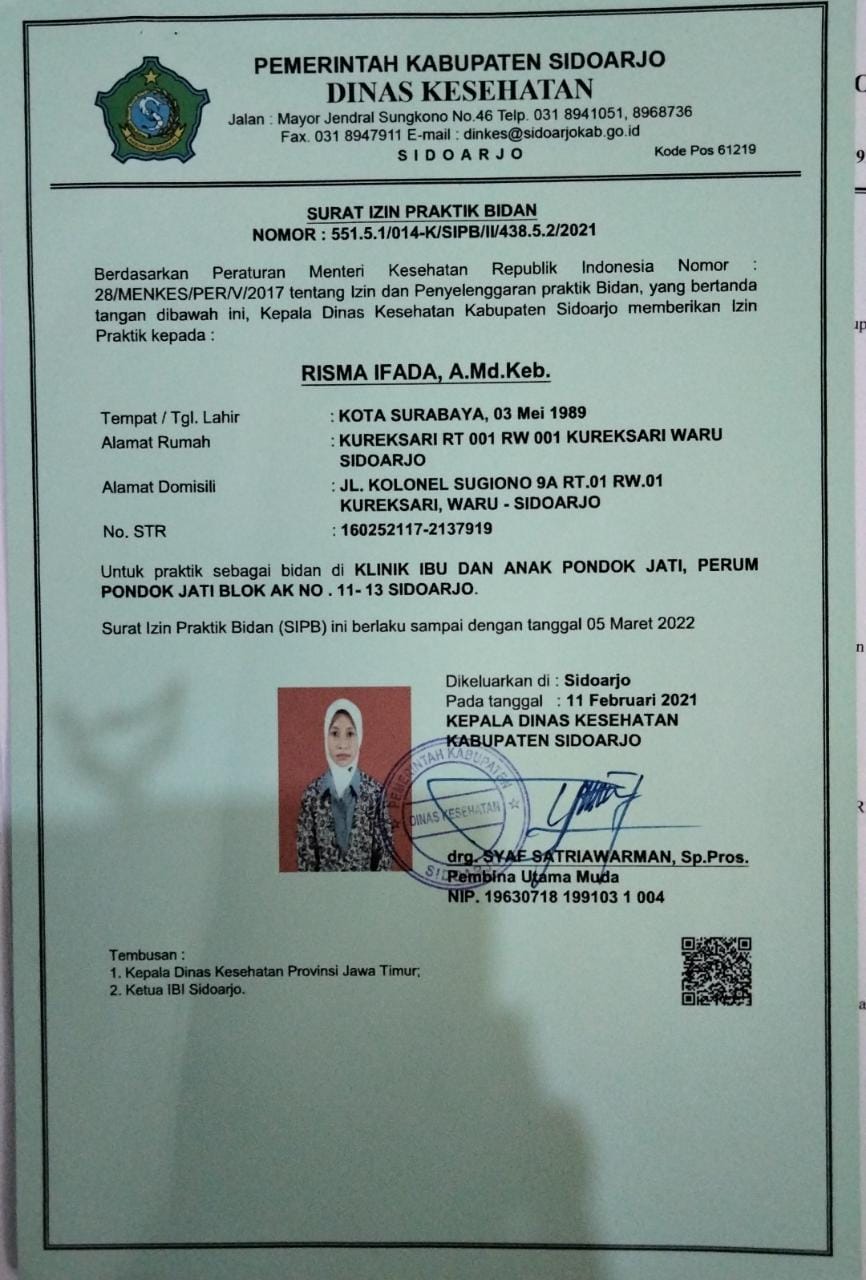 PEMERINTAH KABUPATEN SIDOARJO
DINAS KESEHATAN
Jalan : Mayor Jendral Sungkono No.46 Telp. 031 8941051, 8968736
Fax. 031 8947911 E-mail : dinkes@sidoarjokab.go.id
S I D O A R J O
Kode Pos 61219
SURAT IZIN PRAKTIK BIDAN
NOMOR : 551.5.1/014-K/SIPB/II/438.5.2/2021
Berdasarkan Peraturan Menteri Kesehatan Republik Indonesia Nomor :
28/MENKES/PER/V/2017 tentang Izin dan Penyelenggaran praktik Bidan, yang bertanda
tangan dibawah ini, Kepala Dinas Kesehatan Kabupaten Sidoarjo memberikan Izin
Praktik kepada :
RISMA IFADA, A.Md.Keb.
Tempat / Tgl. Lahir : KOTA SURABAYA, 03 Mei 1989
Alamat Rumah : KUREKSARI RT 001 RW 001 KUREKSARI WARU
SIDOARJO
Alamat Domisili : JL. KOLONEL SUGIONO 9A RT.01 RW.01
KUREKSARI, WARU - SIDOARJO
No. STR : 160252117-2137919
Untuk praktik sebagai bidan di KLINIK IBU DAN ANAK PONDOK JATI, PERUM
PONDOK JATI BLOK AK NO . 11- 13 SIDOARJO.
Surat Izin Praktik Bidan (SIPB) ini berlaku sampai dengan tanggal 05 Maret 2022
Dikeluarkan di : Sidoarjo
Pada tanggal : 11 Februari 2021
KEPALA DINAS KESEHATAN
KABUPATEN SIDOARJO
PEMERINTAH KABUPATEN
DINAS KESEHATAN
SIDOARJO
drg. SYAF SATRIAWARMAN, Sp.Pros.
Pembina Utama Muda
NIP. 19630718 199103 1 004
Tembusan :
1. Kepala Dinas Kesehatan Provinsi Jawa Timur;
2. Ketua IBI Sidoarjo.